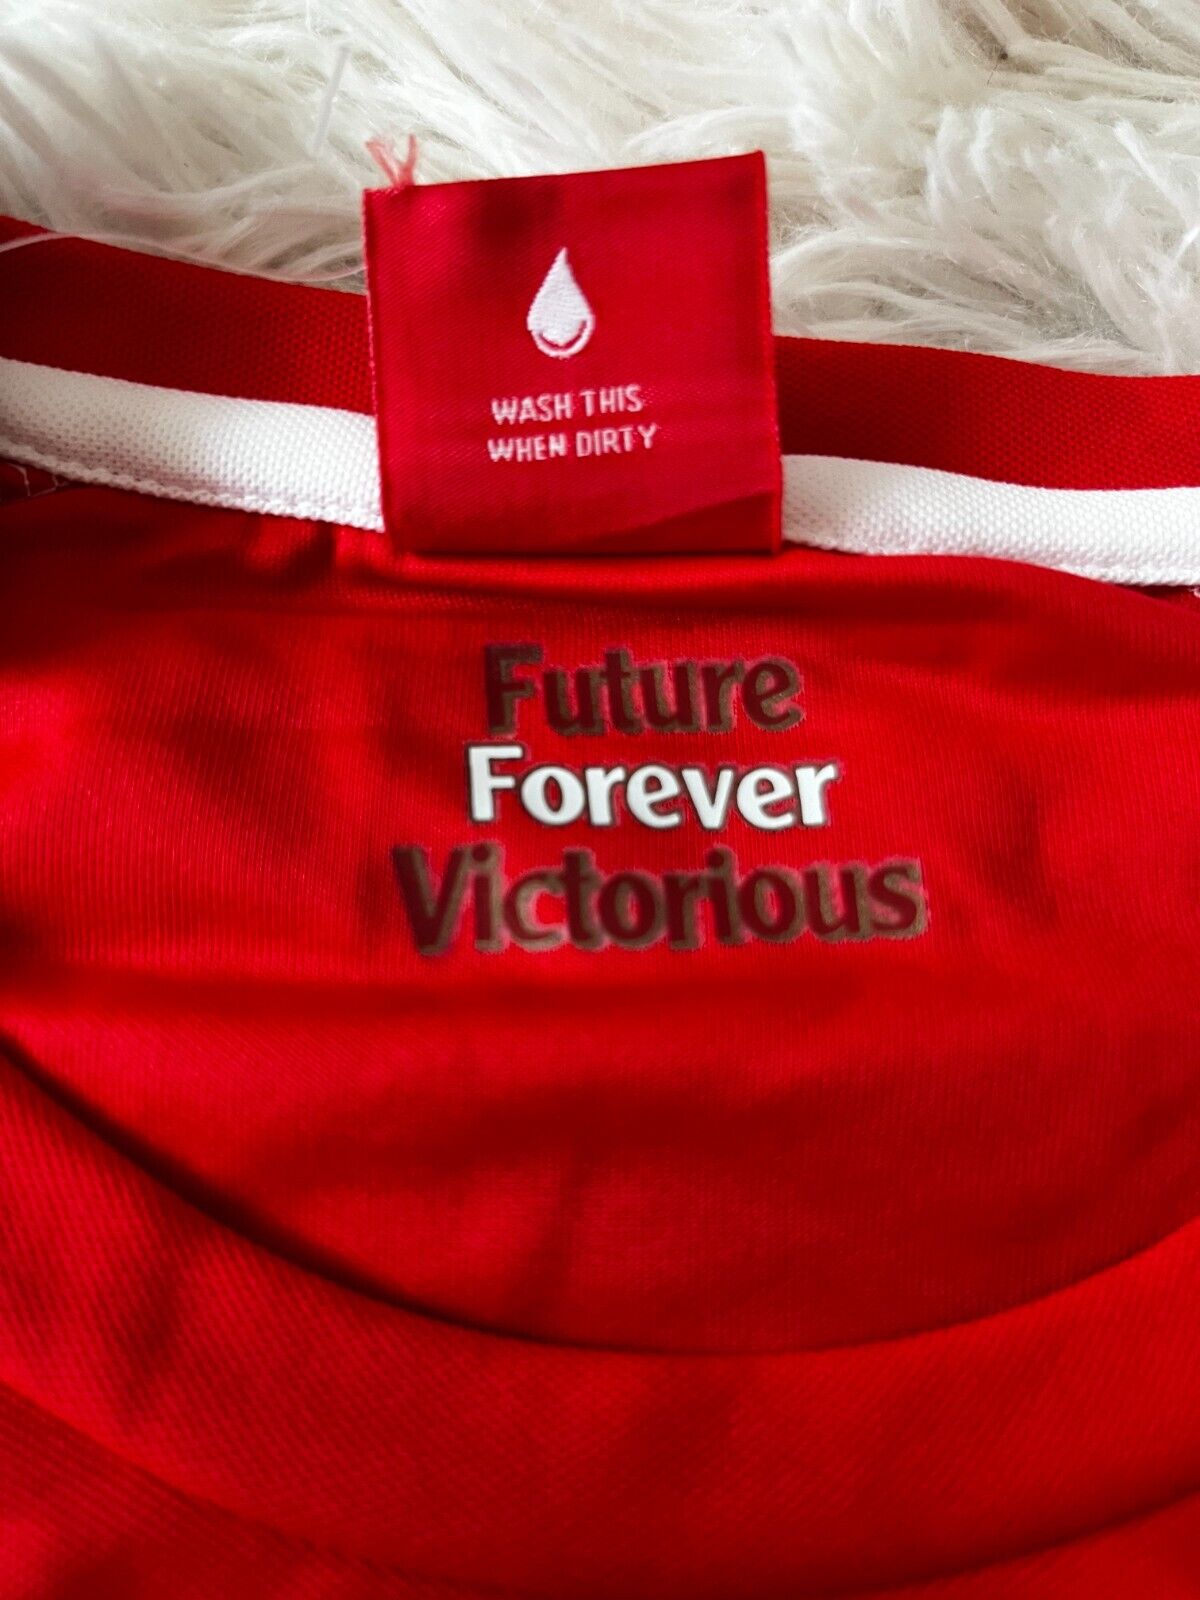 WASH THIS
WHEN DIRTY
Future
Forever
Victorious